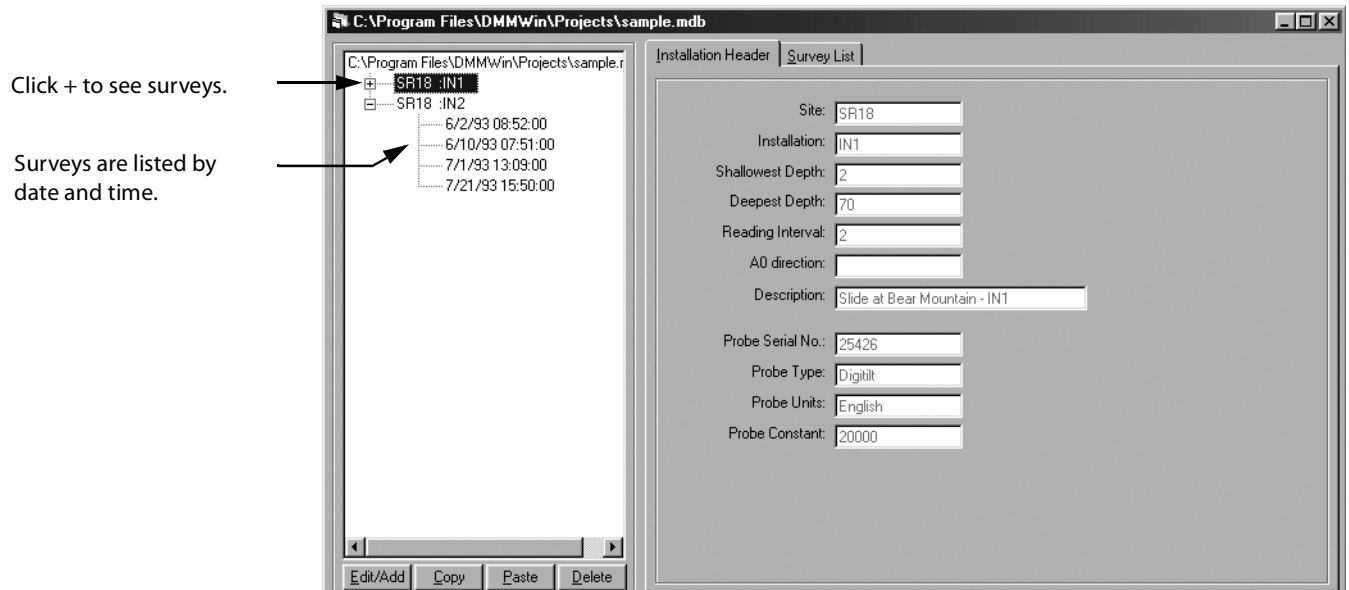 C:\Program Files\DMMWin\Projects\sample.mdb
Click + to see surveys.
Surveys are listed by
date and time.
C:\Program Files\DMMWin\Projects\sample.r
SR18 :IN1
SR18 :IN2
6/2/93 08:52:00
6/10/93 07:51:00
7/1/93 13:09:00
7/21/93 15:50:00
Edit/Add Copy Paste Delete
Installation Header Survey List
Site: SR18
Installation: IN1
Shallowest Depth: 2
Deepest Depth: 70
Reading Interval: 2
A0 direction:
Description: Slide at Bear Mountain - IN1
Probe Serial No.: 25426
Probe Type: Digitilt
Probe Units: English
Probe Constant: 20000